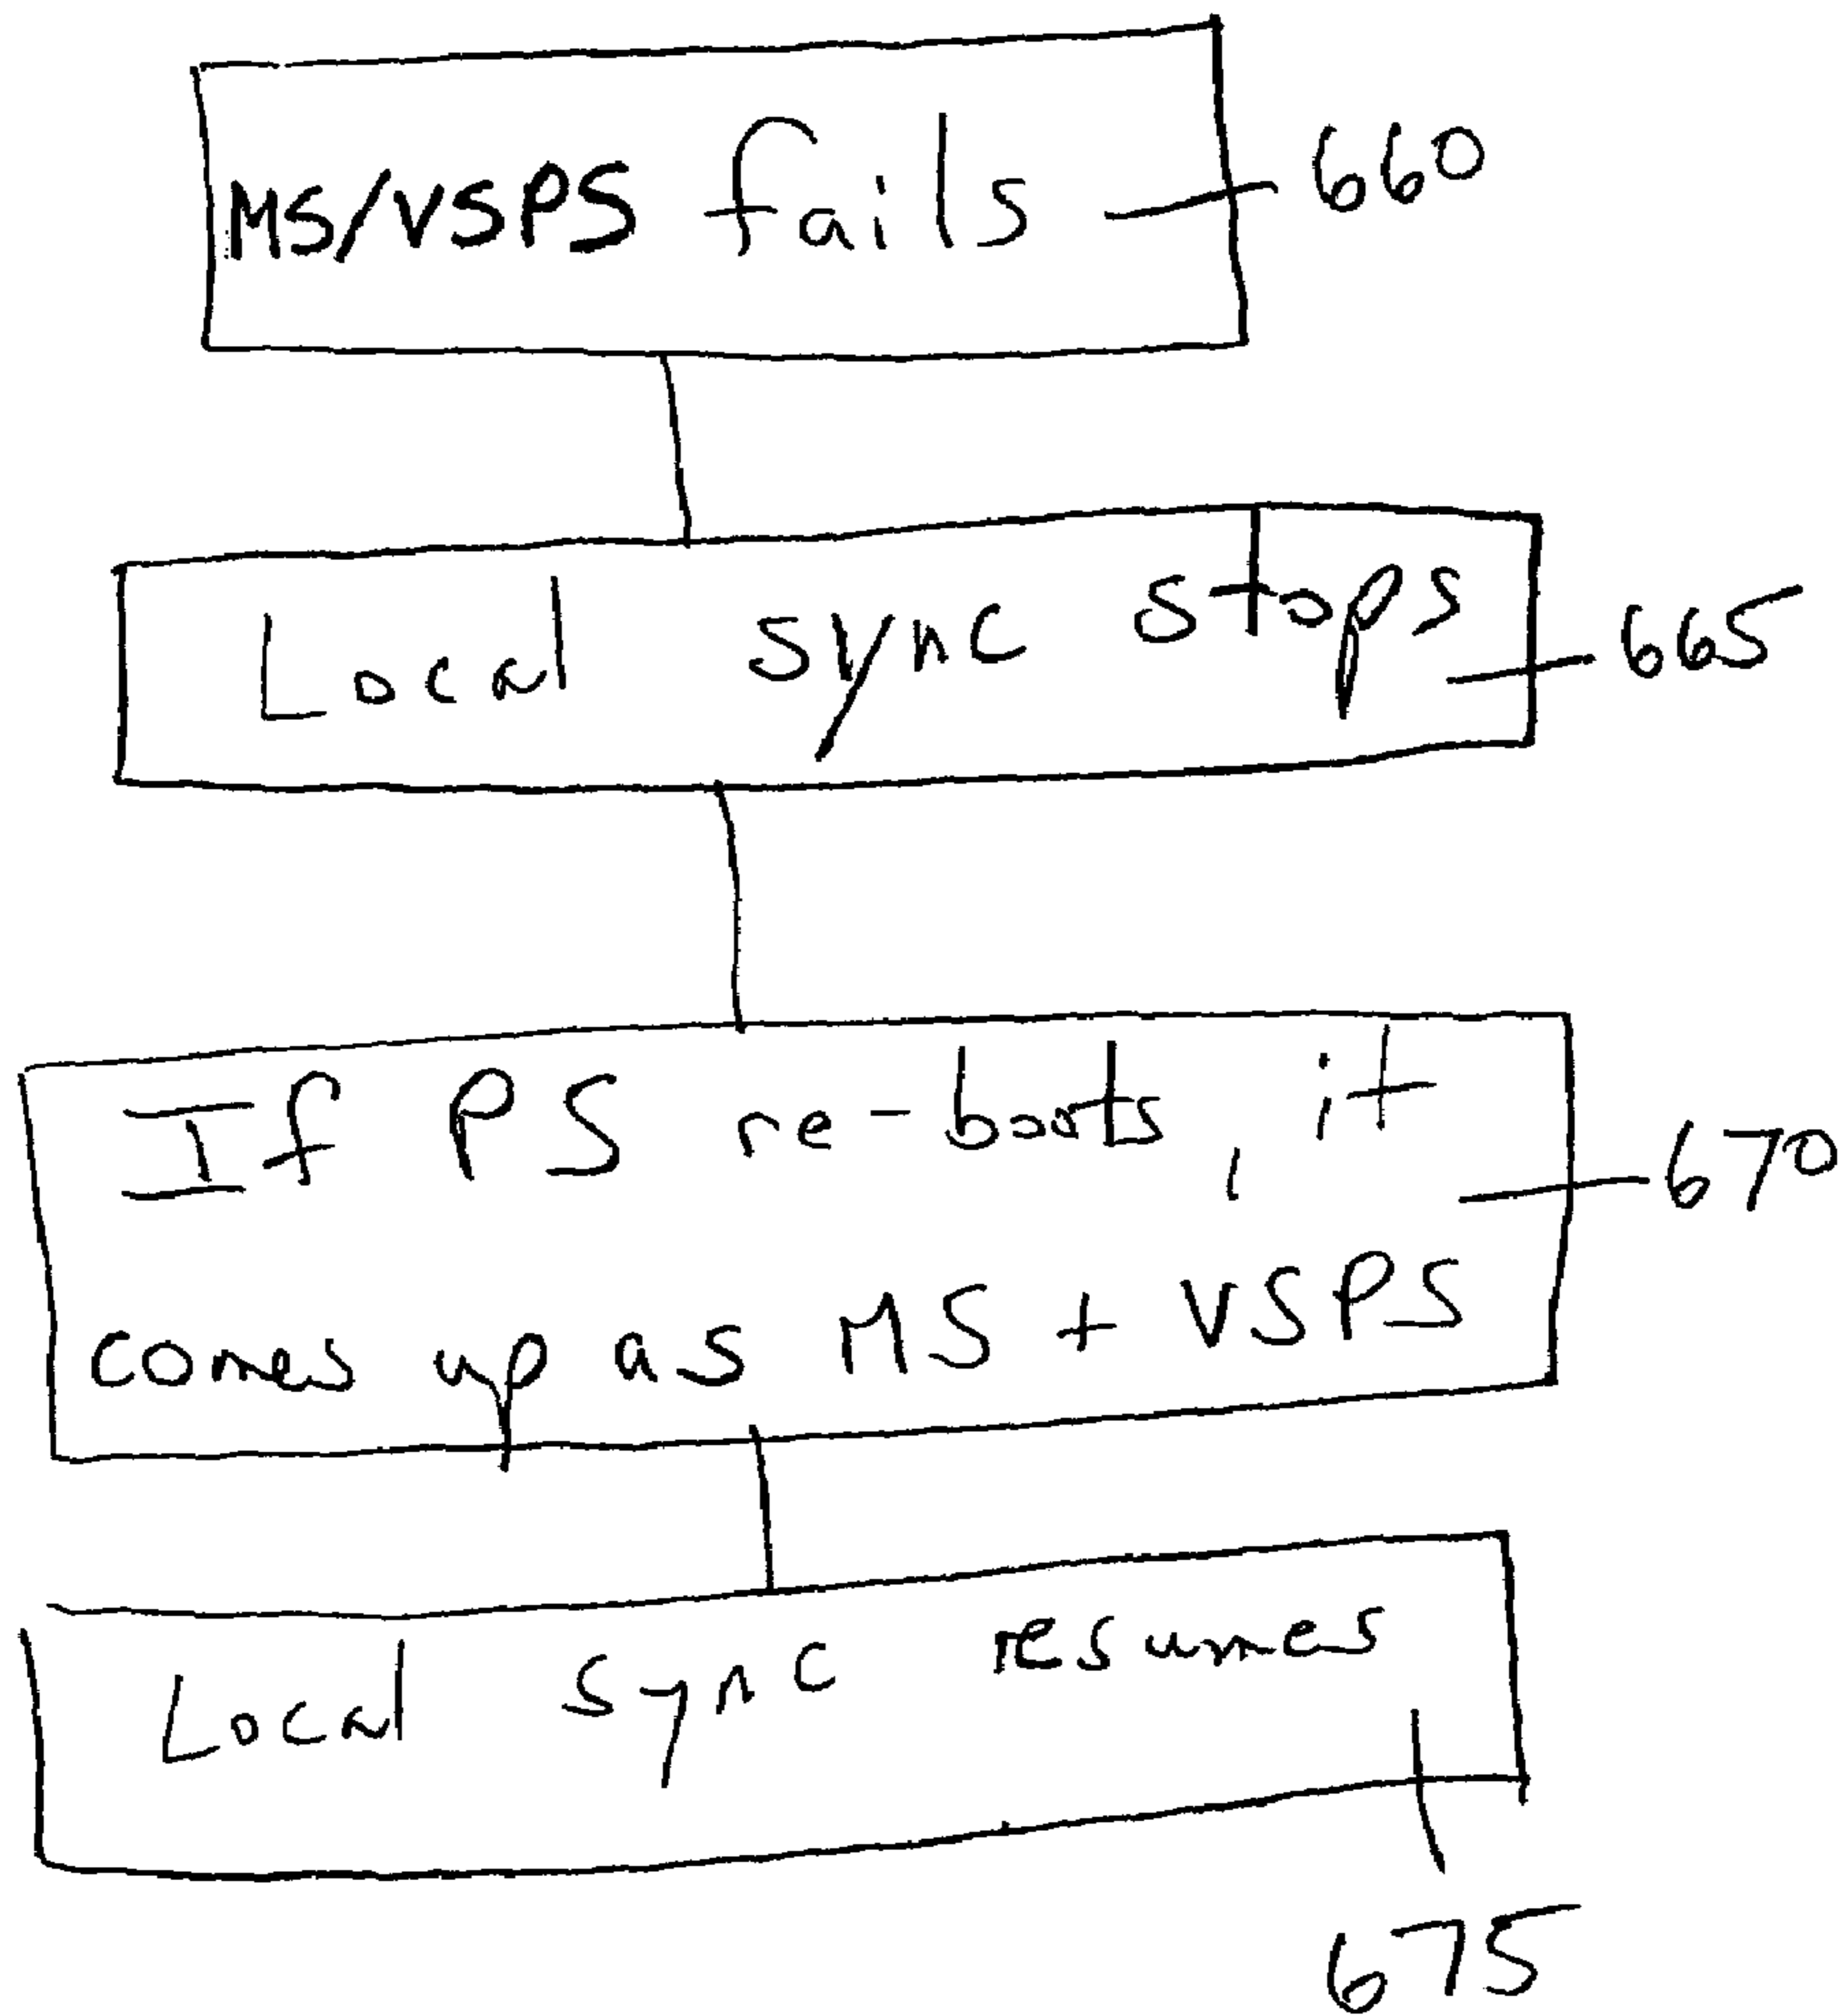 MS/VSPS fails 660
Local sync stops 665
If PS re-boots, it 670
comes up as MS + VSPS
Local sync resumes
675